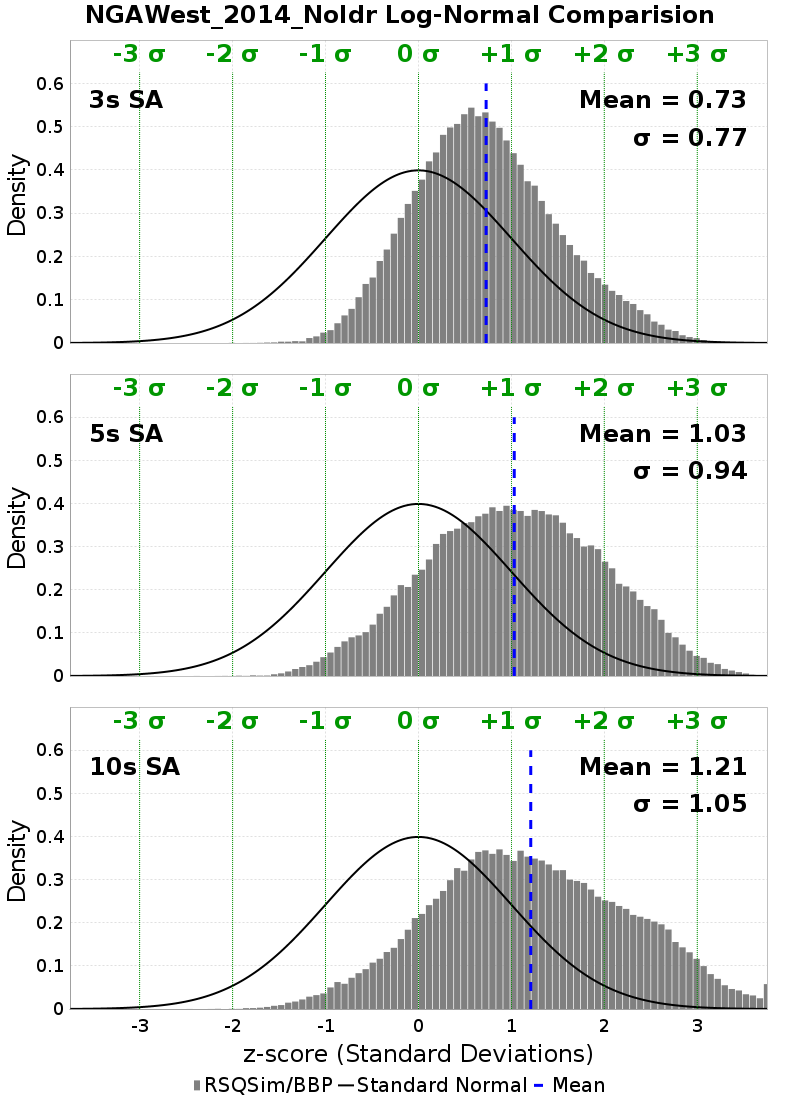 NGAWest_2014_NoIdr Log-Normal Comparision
-3 σ -2 σ -1 σ 0 σ +1 σ +2 σ +3 σ
3s SA
Mean = 0.73
σ = 0.77
Density
0.6
0.5
0.4
0.3
0.2
0.1
0
-3 σ -2 σ -1 σ 0 σ +1 σ +2 σ +3 σ
5s SA
Mean = 1.03
σ = 0.94
Density
0.6
0.5
0.4
0.3
0.2
0.1
0
-3 σ -2 σ -1 σ 0 σ +1 σ +2 σ +3 σ
10s SA
Mean = 1.21
σ = 1.05
Density
0.6
0.5
0.4
0.3
0.2
0.1
0
-3 -2 -1 0 1 2 3
z-score (Standard Deviations)
RSQSim/BBP Standard Normal Mean